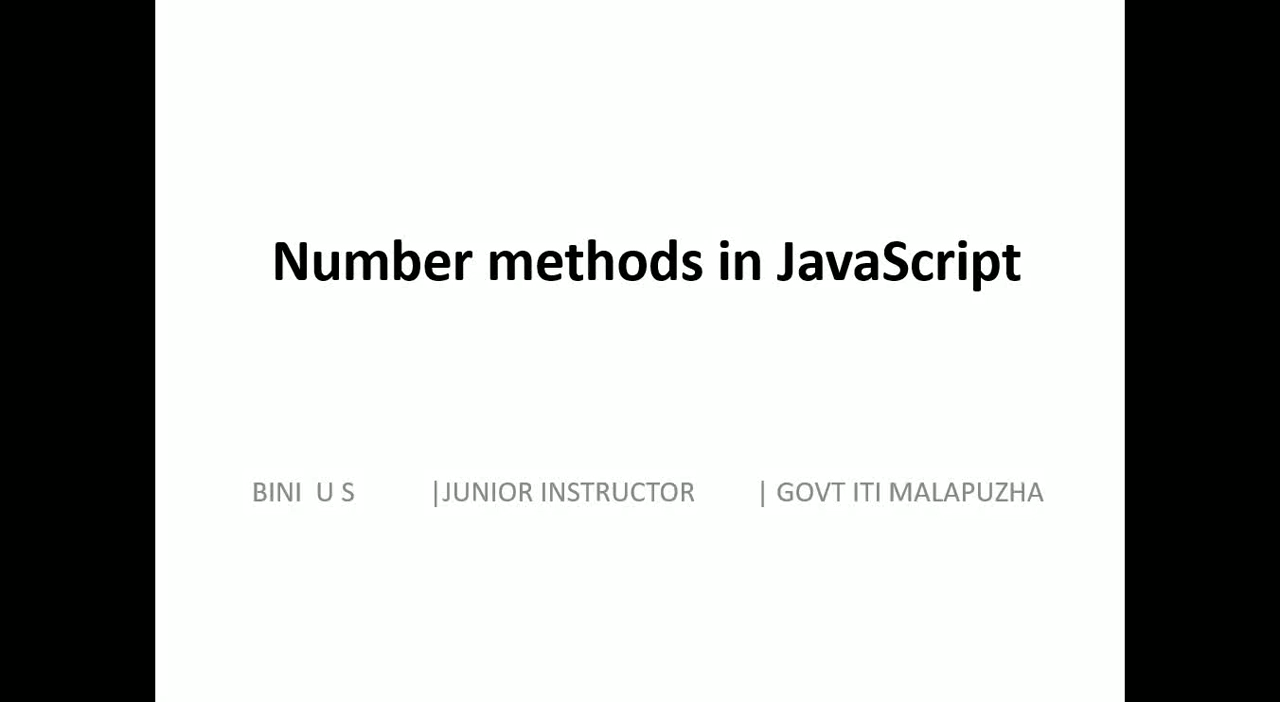 Number methods in JavaScript
BINI U S |JUNIOR INSTRUCTOR | GOVT ITI MALAPUZHA